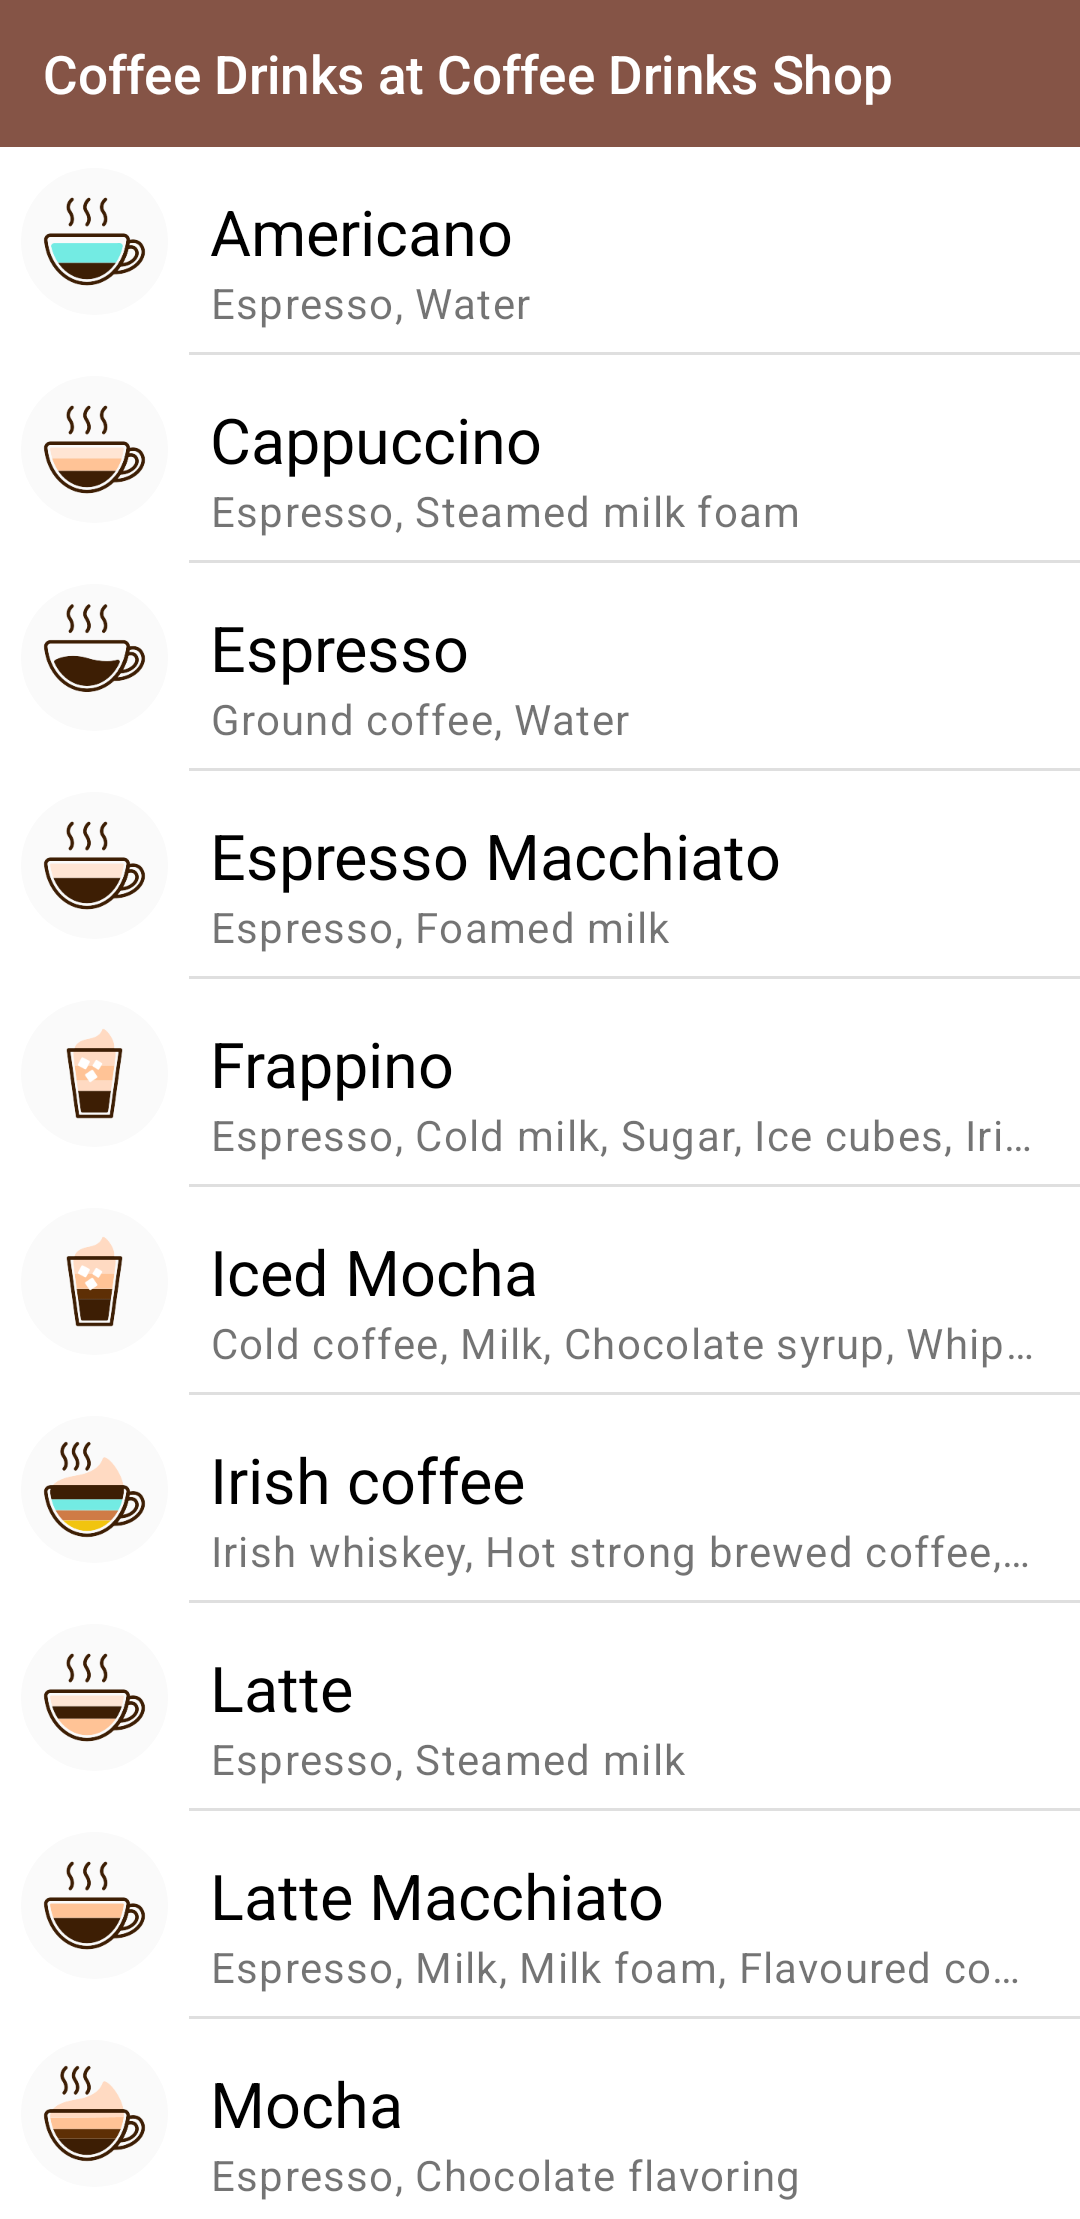 Coffee Drinks at Coffee Drinks Shop
Americano
Espresso, Water
Cappuccino
Espresso, Steamed milk foam
Espresso
Ground coffee, Water
Espresso Macchiato
Espresso, Foamed milk
Frappino
Espresso, Cold milk, Sugar, Ice cubes, Iri…
Iced Mocha
Cold coffee, Milk, Chocolate syrup, Whip…
Irish coffee
Irish whiskey, Hot strong brewed coffee,…
Latte
Espresso, Steamed milk
Latte Macchiato
Espresso, Milk, Milk foam, Flavoured co…
Mocha
Espresso, Chocolate flavoring